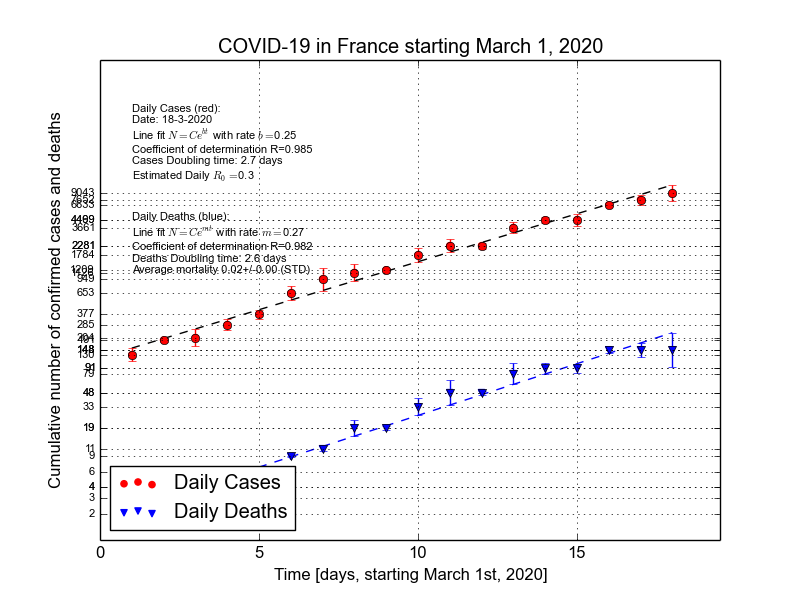 COVID-19 in France starting March 1, 2020
Daily Cases (red):
Date: 18-3-2020
Line fit N=Ce^{bt} with rate b=0.25
Coefficient of determination R=0.985
Cases Doubling time: 2.7 days
Estimated Daily R_0=0.3
Daily Deaths (blue):
Line fit N=Ce^{mt} with rate m=0.27
Coefficient of determination R=0.982
Deaths Doubling time: 2.6 days
Average mortality 0.02+/-0.00 (STD)
Cumulative number of confirmed cases and deaths
9043
7652
6633
3661
2281
1784
949
653
377
285
204
130
79
48
33
19
11
9
6
4
3
2
Daily Cases
Daily Deaths
0 5 10 15
Time [days, starting March 1st, 2020]